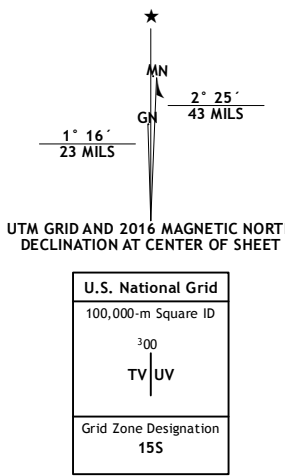 ★
MN
GN
2° 25´
43 MILS
1° 16´
23 MILS
UTM GRID AND 2016 MAGNETIC NORTH
DECLINATION AT CENTER OF SHEET
U.S. National Grid
100,000-m Square ID
³00
TV UV
Grid Zone Designation
15S